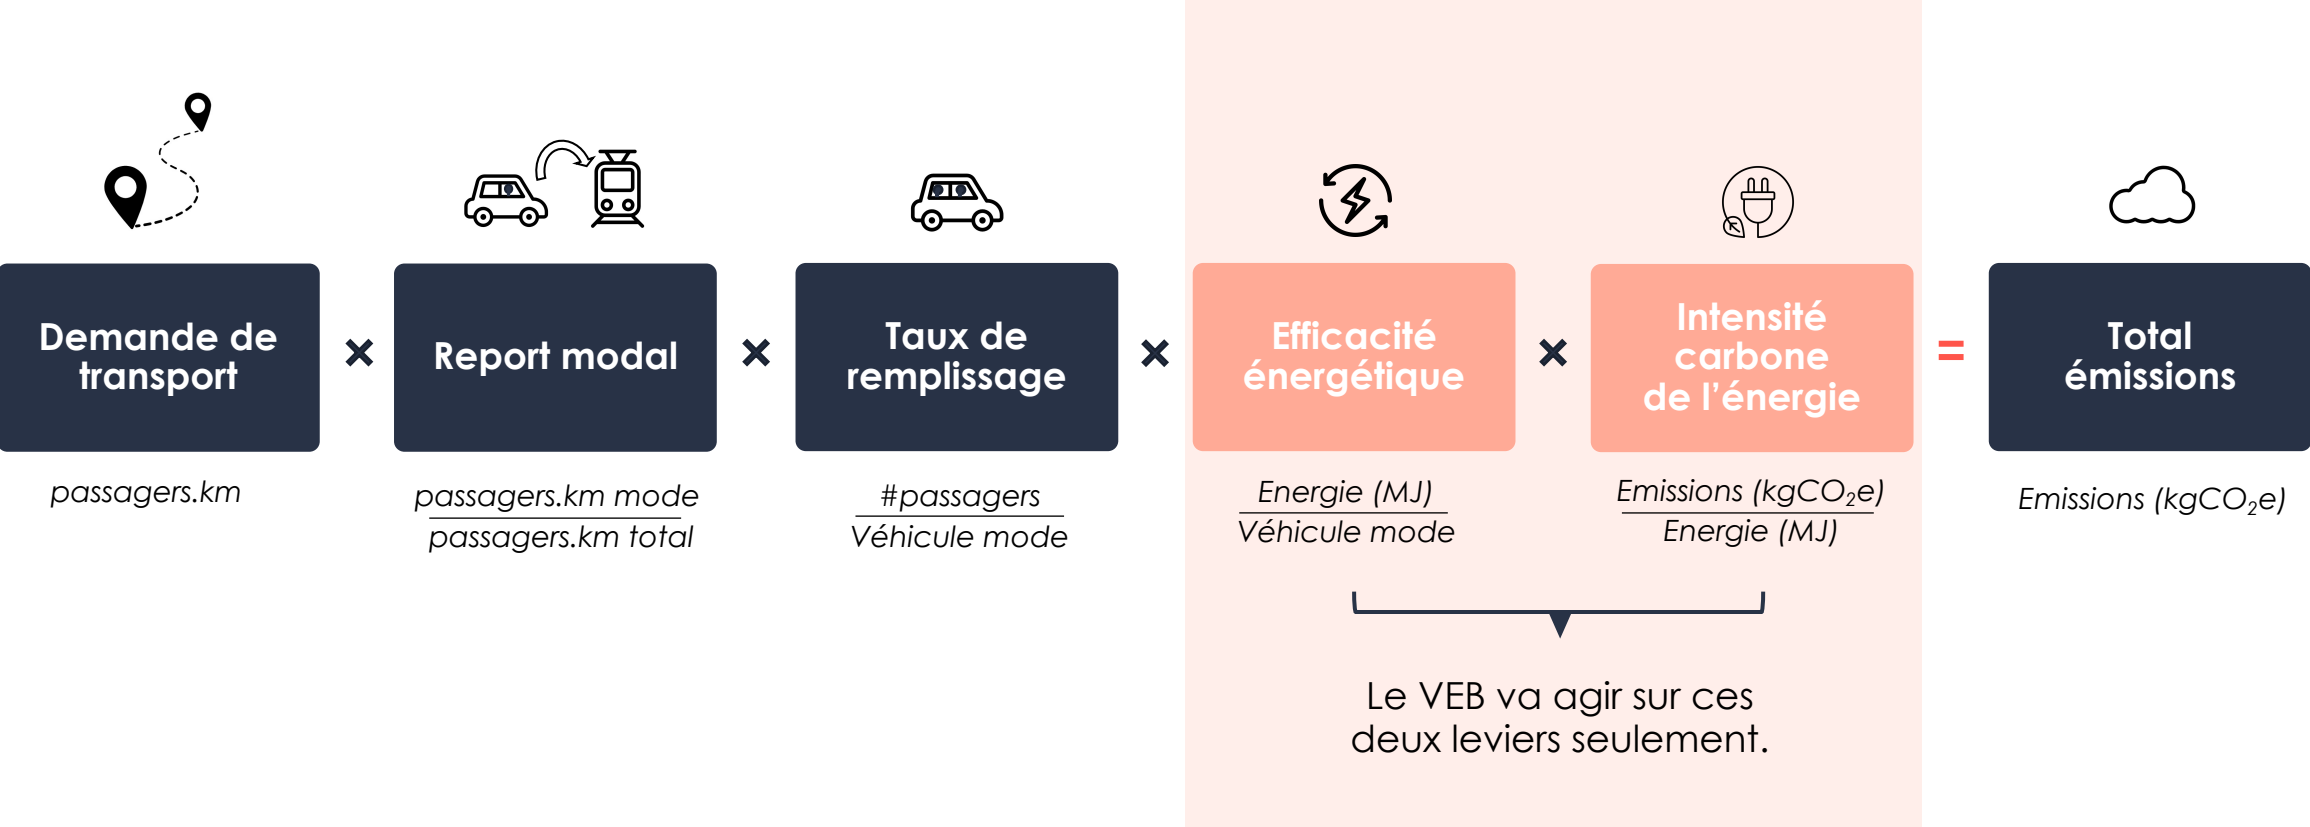 Demande de
transport
×
Report modal
×
Taux de
remplissage
×
Efficacité
énergétique
×
Intensité
carbone
de l'énergie
=
Total
émissions
passagers.km
passagers.km mode
passagers.km total
#passagers
Véhicule mode
Energie (MJ)
Véhicule mode
Emissions (kgCO₂e)
Energie (MJ)
Emissions (kgCO₂e)
Le VEB va agir sur ces
deux leviers seulement.